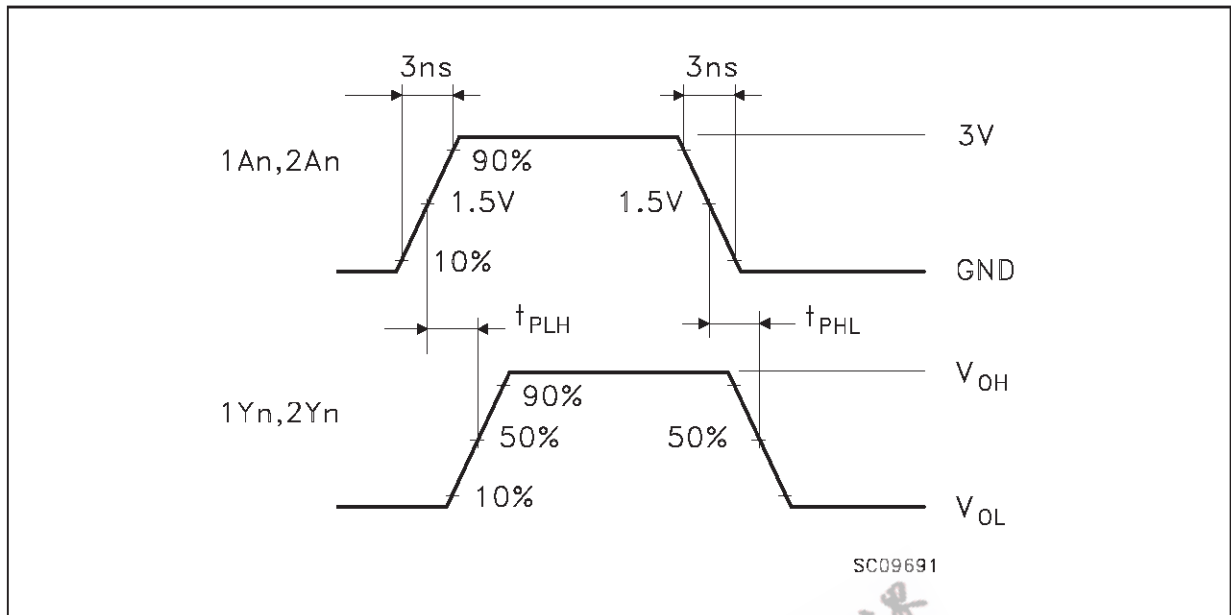 3ns 3ns
3V
1An,2An 90%
1.5V 1.5V
10%
GND
tPLH tPHL
VOH
1Yn,2Yn 90%
50% 50%
10%
VOL
SC09691